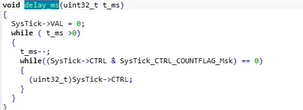 void delay_ms(uint32_t t_ms)
{
SysTick->VAL = 0;
while ( t_ms >0)
{
t_ms--;
while((SysTick->CTRL & SysTick_CTRL_COUNTFLAG_Msk) == 0)
{
(uint32_t)SysTick->CTRL;
}
}
}